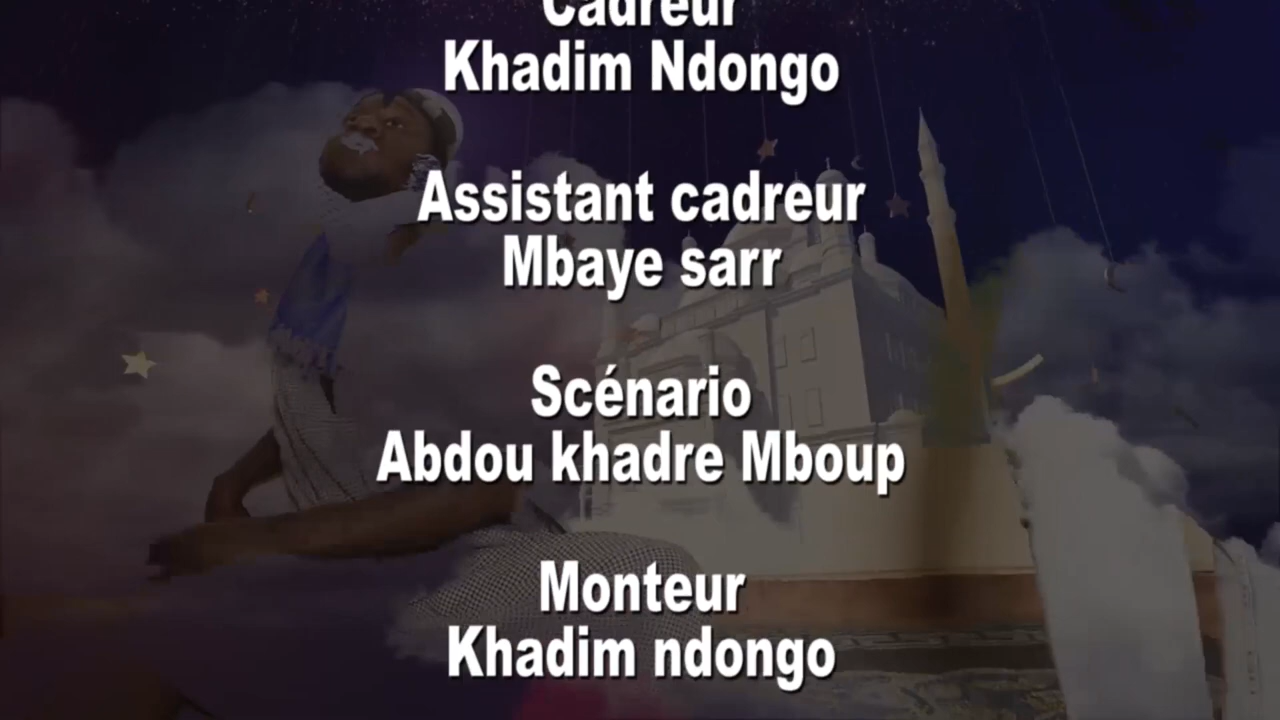 Cadreur
Khadim Ndongo
Assistant cadreur
Mbaye sarr
Scénario
Abdou khadre Mboup
Monteur
Khadim ndongo